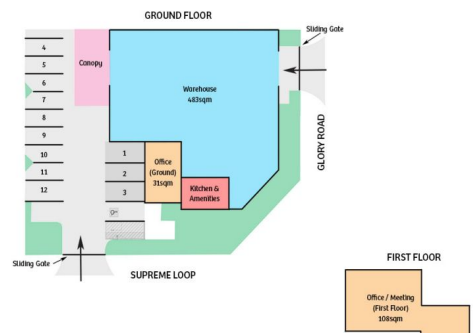 GROUND FLOOR
Sliding Gate
4
5
6
7
8
9
10
11
12
Canopy
Warehouse
483sqm
GLORY ROAD
1
2
3
Office
(Ground)
31sqm
Kitchen &
Amenities
Sliding Gate
SUPREME LOOP
FIRST FLOOR
Office / Meeting
(First Floor)
108sqm